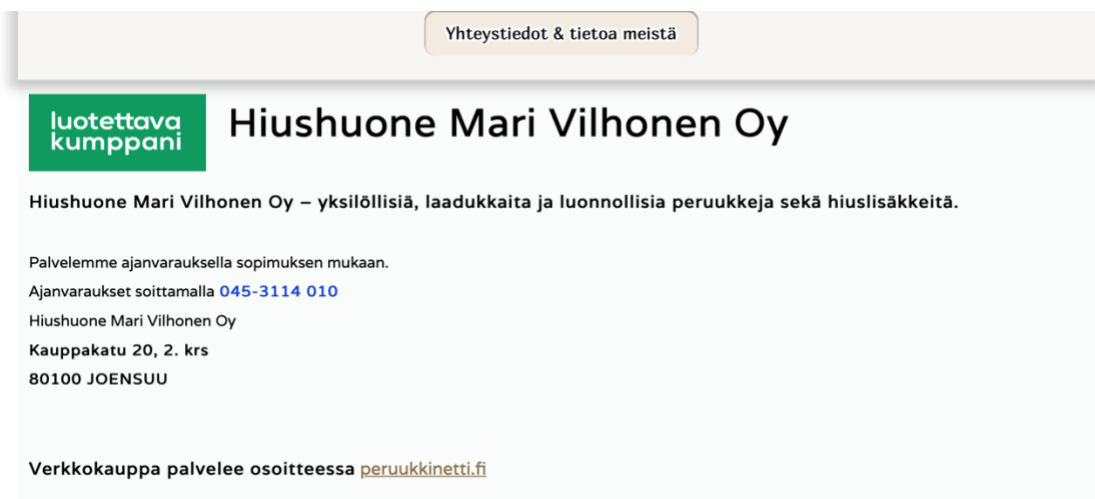 Yhteystiedot & tietoa meistä
luotettava
kumppani
Hiushuone Mari Vilhonen Oy
Hiushuone Mari Vilhonen Oy – yksilöllisiä, laadukkaita ja luonnollisia peruukkeja sekä hiuslisäkkeitä.
Palvelemme ajanvarauksella sopimuksen mukaan.
Ajanvaraukset soittamalla 045-3114 010
Hiushuone Mari Vilhonen Oy
Kauppakatu 20, 2. krs
80100 JOENSUU
Verkkokauppa palvelee osoitteessa peruukkinetti.fi